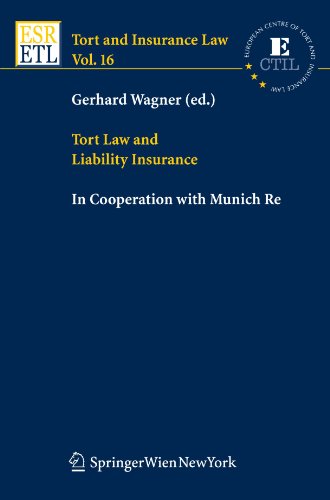 ESR
ETL
Tort and Insurance Law
Vol. 16
EUROPEAN CENTRE OF TORT AND INSURANCE LAW
E
CTIL
Gerhard Wagner (ed.)
Tort Law and
Liability Insurance
In Cooperation with Munich Re
SpringerWienNewYork